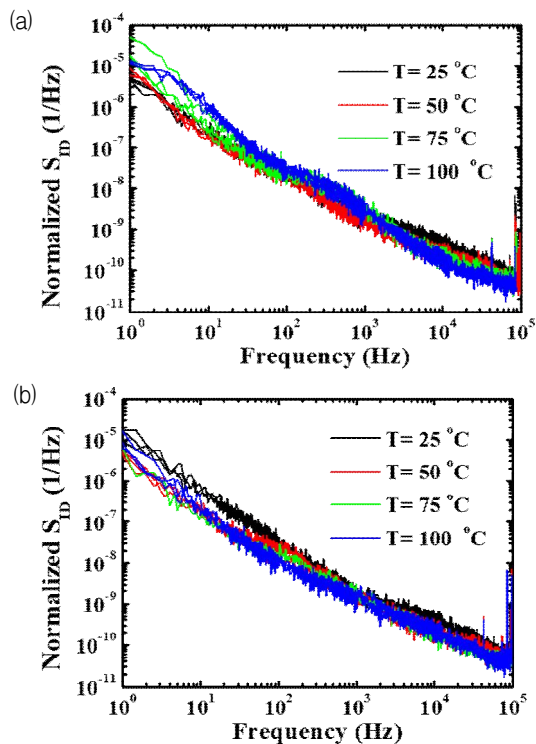 (a)
Normalized S_ID (1/Hz)
10^-4
10^-5
10^-6
10^-7
10^-8
10^-9
10^-10
10^-11
T= 25 °C
T= 50 °C
T= 75 °C
T= 100 °C
10^0 10^1 10^2 10^3 10^4 10^5
Frequency (Hz)
(b)
Normalized S_ID (1/Hz)
10^-4
10^-5
10^-6
10^-7
10^-8
10^-9
10^-10
10^-11
T= 25 °C
T= 50 °C
T= 75 °C
T= 100 °C
10^0 10^1 10^2 10^3 10^4 10^5
Frequency (Hz)